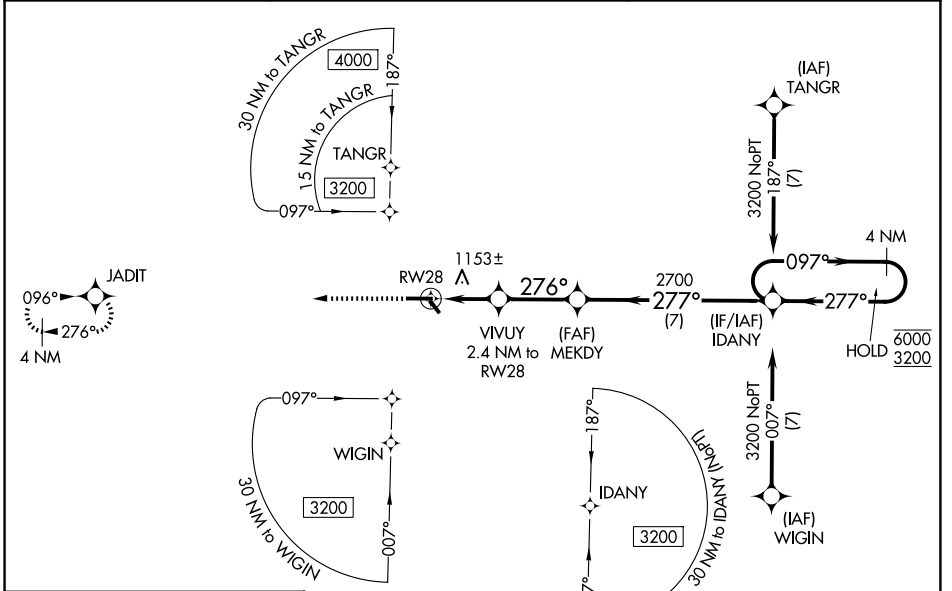 30 NM to TANGR
4000
187°
15 NM to TANGR
TANGR
3200
097°
(IAF)
TANGR
3200 NoPT
187°
(7)
4 NM
097°
277°
HOLD
6000
3200
JADIT
096°
276°
4 NM
RW28
1153±
VIVUY
2.4 NM to
RW28
276°
(FAF)
MEKDY
2700
277°
(7)
(IF/IAF)
IDANY
3200 NoPT
007°
(7)
(IAF)
WIGIN
097°
WIGIN
3200
007°
30 NM to WIGIN
187°
IDANY
3200
30 NM to IDANY (NoPT)
7°